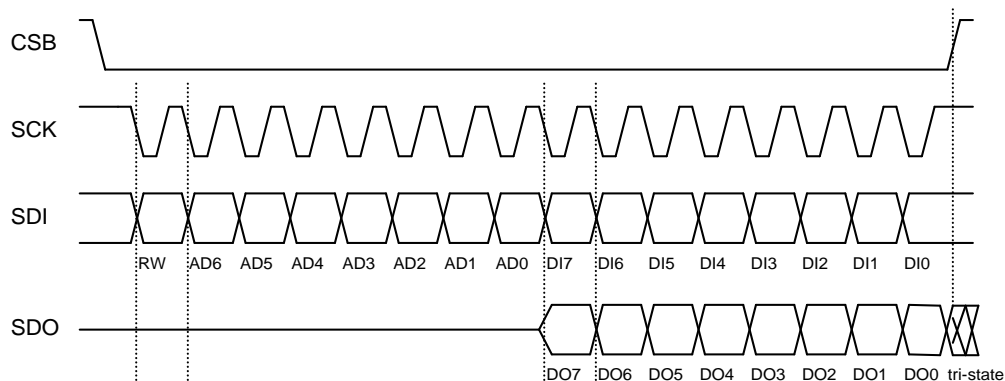 CSB
SCK
SDI
RW AD6 AD5 AD4 AD3 AD2 AD1 AD0 DI7 DI6 DI5 DI4 DI3 DI2 DI1 DI0
SDO
DO7 DO6 DO5 DO4 DO3 DO2 DO1 DO0 tri-state